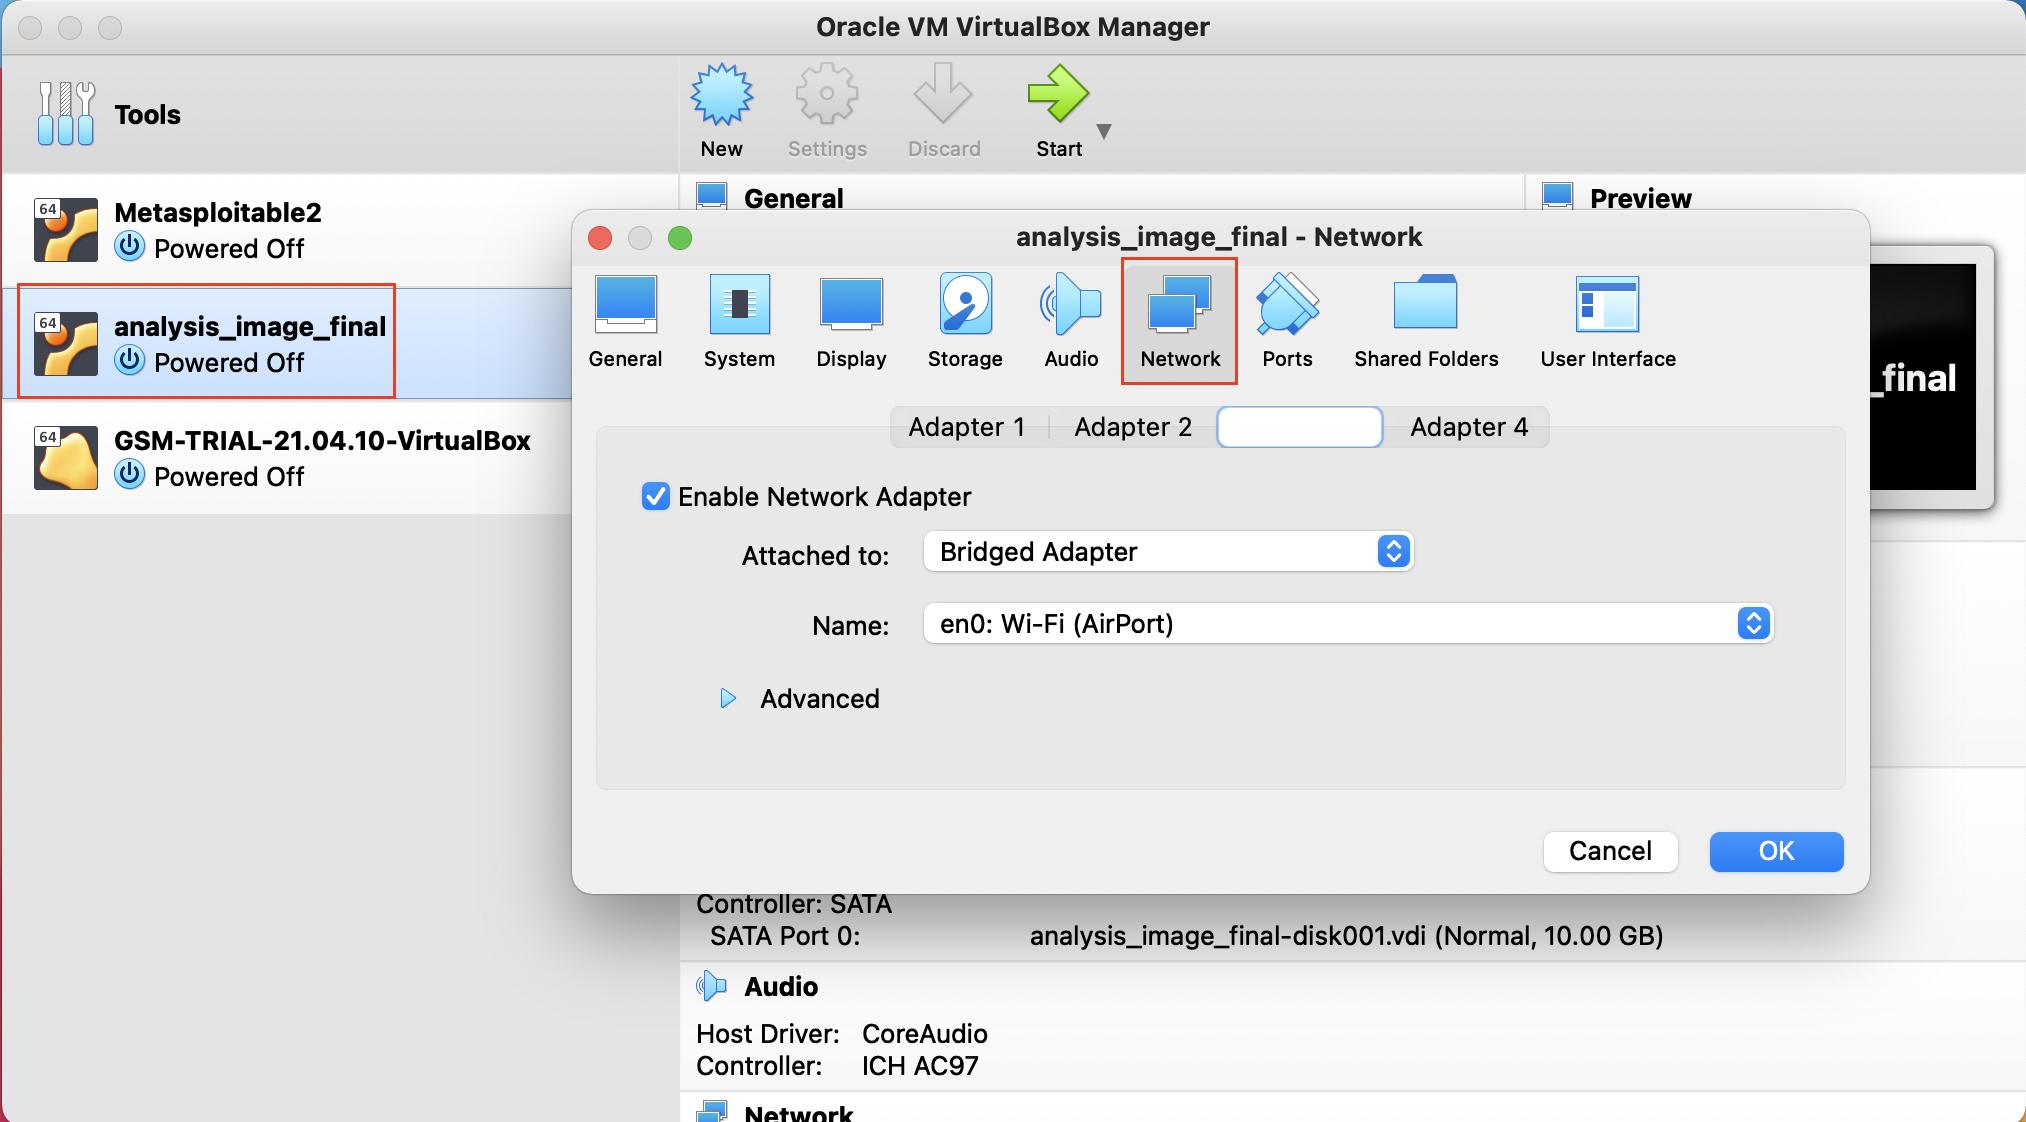 Oracle VM VirtualBox Manager
Tools
New
Settings
Discard
Start
64
Metasploitable2
Powered Off
64
analysis_image_final
Powered Off
64
GSM-TRIAL-21.04.10-VirtualBox
Powered Off
General
Preview
_final
analysis_image_final - Network
General
System
Display
Storage
Audio
Network
Ports
Shared Folders
User Interface
Adapter 1
Adapter 2
Adapter 4
Enable Network Adapter
Attached to:
Bridged Adapter
Name:
en0: Wi-Fi (AirPort)
Advanced
Cancel
OK
Controller: SATA
SATA Port 0:
analysis_image_final-disk001.vdi (Normal, 10.00 GB)
Audio
Host Driver:
CoreAudio
Controller:
ICH AC97
Network